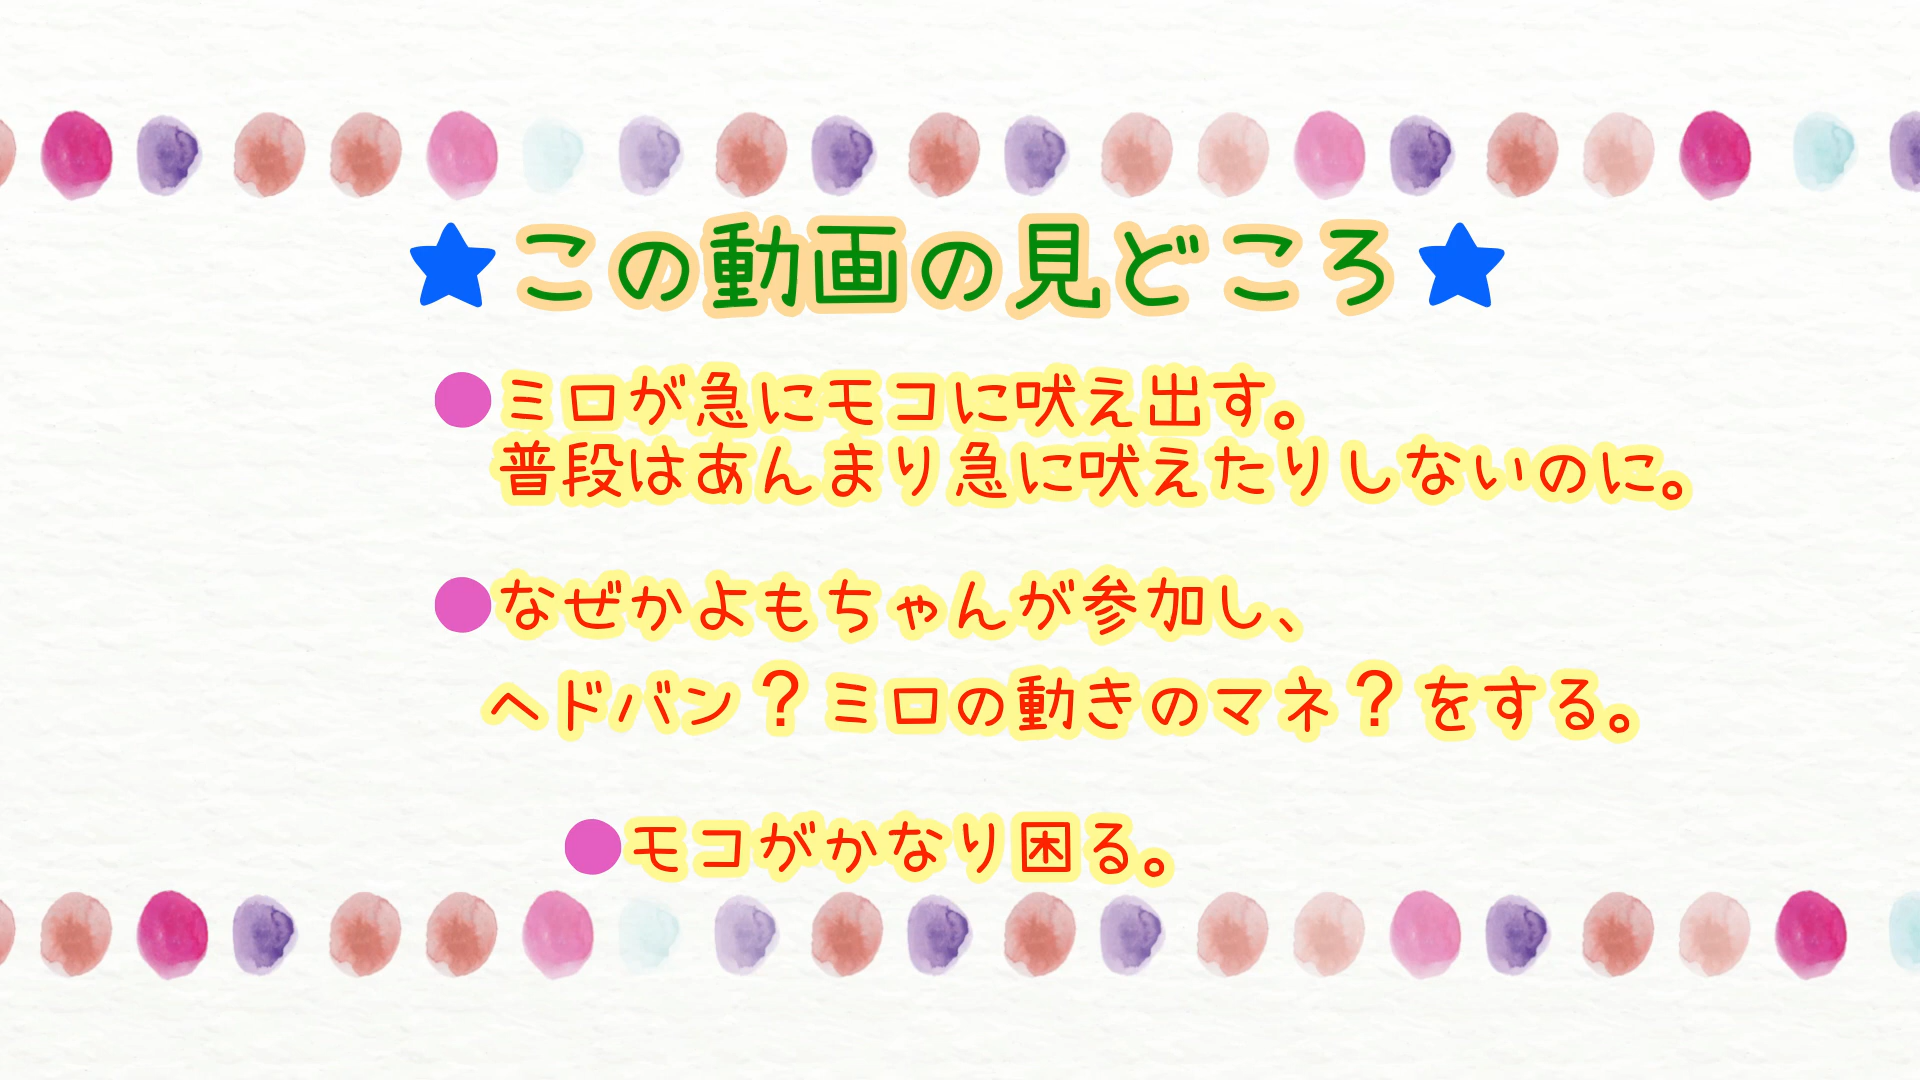 ★この動画の見どころ★
●ミロが急にモコに吠え出す。
普段はあんまり急に吠えたりしないのに。
●なぜかよもちゃんが参加し、
ヘドバン？ミロの動きのマネ？をする。
●モコがかなり困る。